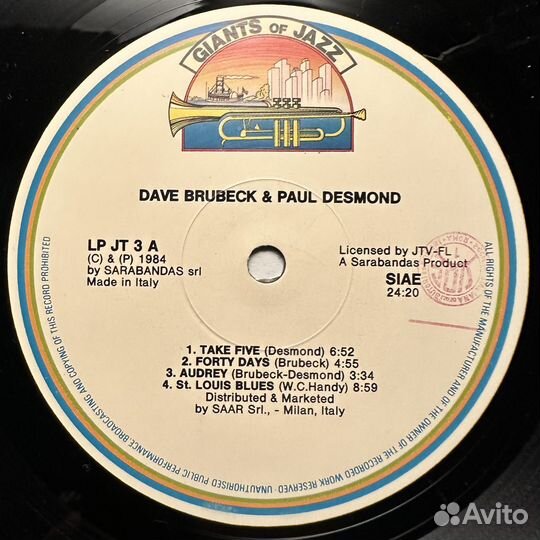 GIANTS OF JAZZ
DAVE BRUBECK & PAUL DESMOND
LP JT 3 A
(C) & (P) 1984
by SARABANDAS srl
Made in Italy
Licensed by JTV-FL
A Sarabandas Product
SIAE
24:20
1. TAKE FIVE (Desmond) 6:52
2. FORTY DAYS (Brubeck) 4:55
3. AUDREY (Brubeck-Desmond) 3:34
4. St. LOUIS BLUES (W.C.Handy) 8:59
Distributed & Marketed
by SAAR Srl., - Milan, Italy
ALL RIGHTS OF THE MANUFACTURER AND OF THE OWNER OF THE RECORDED WORK RESERVED · UNAUTHORISED PUBLIC PERFORMANCE BROADCASTING AND COPYING OF THIS RECORD PROHIBITED
Avito